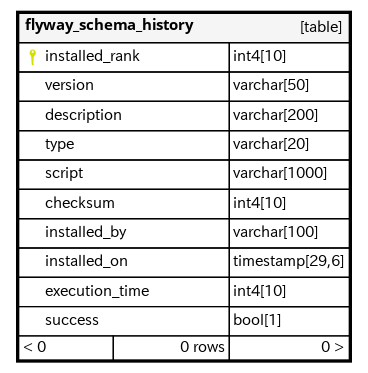 flyway_schema_history [table]
installed_rank int4[10]
version varchar[50]
description varchar[200]
type varchar[20]
script varchar[1000]
checksum int4[10]
installed_by varchar[100]
installed_on timestamp[29,6]
execution_time int4[10]
success bool[1]
< 0 0 rows 0 >